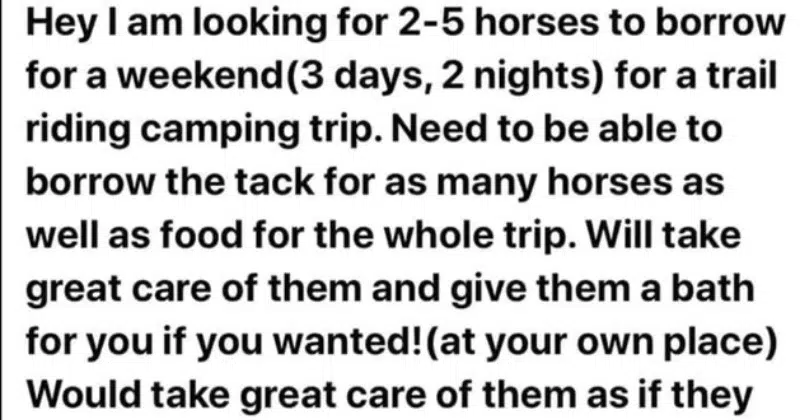 Hey I am looking for 2-5 horses to borrow
for a weekend(3 days, 2 nights) for a trail
riding camping trip. Need to be able to
borrow the tack for as many horses as
well as food for the whole trip. Will take
great care of them and give them a bath
for you if you wanted!(at your own place)
Would take great care of them as if they